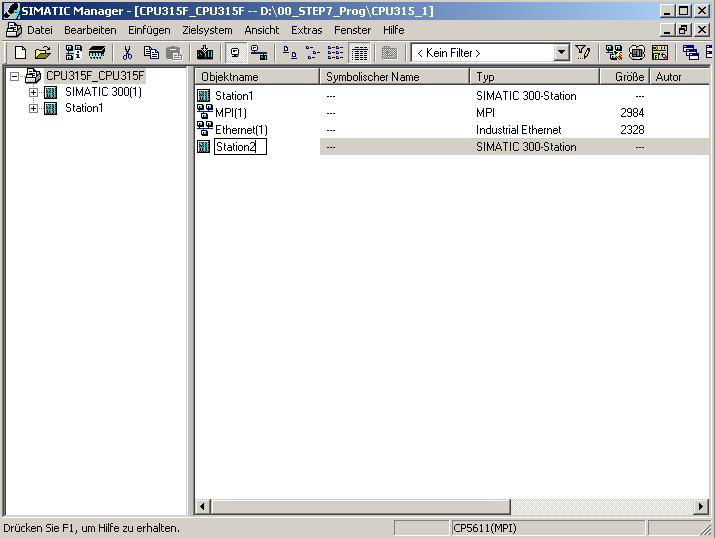 SIMATIC Manager - [CPU315F_CPU315F -- D:\00_STEP7_Prog\CPU315_1]
Datei Bearbeiten Einfügen Zielsystem Ansicht Extras Fenster Hilfe
< Kein Filter >
CPU315F_CPU315F
SIMATIC 300(1)
Station1
Objektname Symbolischer Name Typ Größe Autor
Station1 --- SIMATIC 300-Station ---
MPI(1) --- MPI 2984
Ethernet(1) --- Industrial Ethernet 2328
Station2 --- SIMATIC 300-Station ---
Drücken Sie F1, um Hilfe zu erhalten. CP5611(MPI)